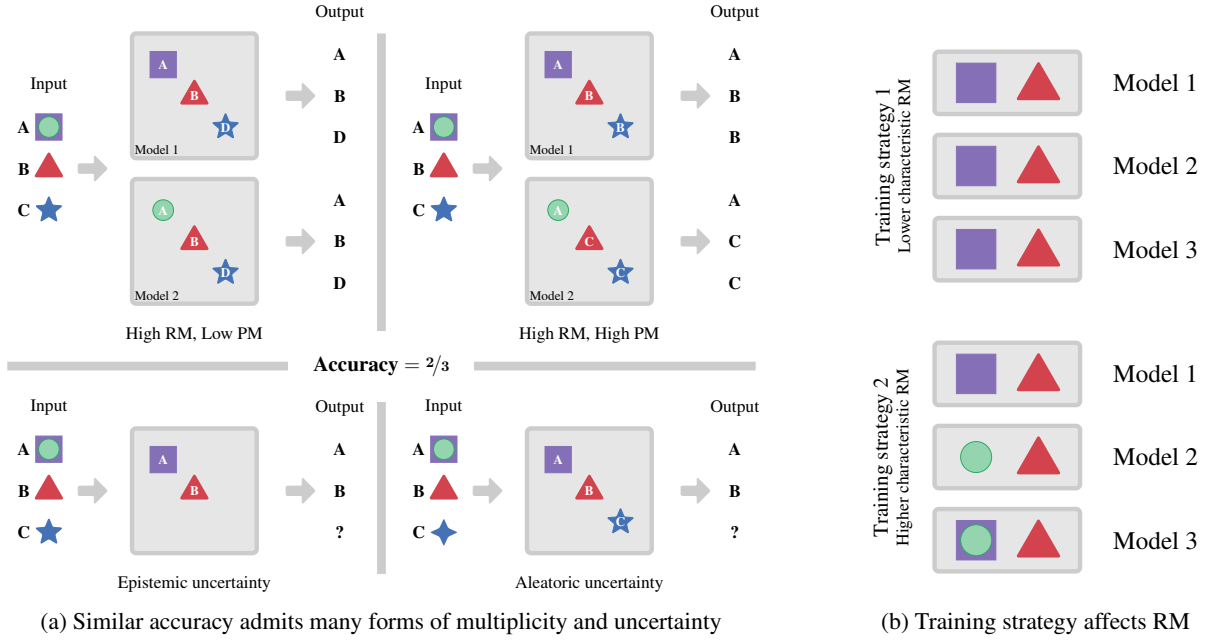 Output
Input
A
B
C
A
B
D
Model 1
A
B
D
A
B
D
Model 2
A
B
D
High RM, Low PM
Output
Input
A
B
C
A
B
B
Model 1
A
B
B
A
C
C
Model 2
A
C
C
High RM, High PM
Accuracy = 2/3
Input
Output
A
B
C
A
B
A
B
?
Epistemic uncertainty
Input
Output
A
B
C
A
B
C
A
B
?
Aleatoric uncertainty
(a) Similar accuracy admits many forms of multiplicity and uncertainty
Training strategy 1
Lower characteristic RM
Model 1
Model 2
Model 3
Training strategy 2
Higher characteristic RM
Model 1
Model 2
Model 3
(b) Training strategy affects RM